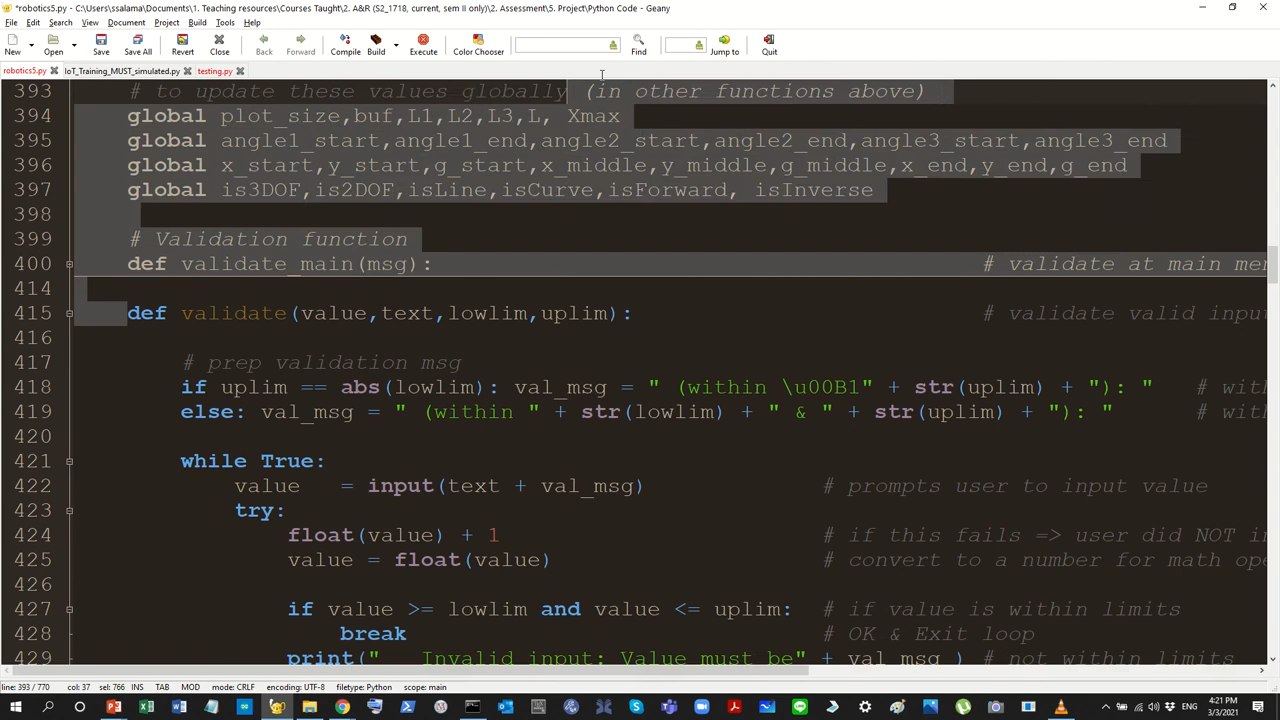 *robotics5.py - C:\Users\ssalama\Documents\1. Teaching resources\Courses Taught\2. A&R (S2_1718, current, sem II only)\2. Assessment\5. Project\Python Code - Geany
File Edit Search View Document Project Build Tools Help
New Open Save Save All Revert Close Back Forward Compile Build Execute Color Chooser Find Jump to Quit
robotics5.py IoT_Training_MUST_simulated.py testing.py
393 # to update these values globally (in other functions above)
394 global plot_size,buf,L1,L2,L3,L, Xmax
395 global angle1_start,angle1_end,angle2_start,angle2_end,angle3_start,angle3_end
396 global x_start,y_start,g_start,x_middle,y_middle,g_middle,x_end,y_end,g_end
397 global is3DOF,is2DOF,isLine,isCurve,isForward, isInverse
398
399 # Validation function
400 def validate_main(msg): # validate at main men
414
415 def validate(value,text,lowlim,uplim): # validate valid input
416
417 # prep validation msg
418 if uplim == abs(lowlim): val_msg = " (within \u00B1" + str(uplim) + "): " # with
419 else: val_msg = " (within " + str(lowlim) + " & " + str(uplim) + "): " # with
420
421 while True:
422 value = input(text + val_msg) # prompts user to input value
423 try:
424 float(value) + 1 # if this fails => user did NOT in
425 value = float(value) # convert to a number for math ope
426
427 if value >= lowlim and value <= uplim: # if value is within limits
428 break # OK & Exit loop
429 print("   Invalid input: Value must be" + val_msg ) # not within limits
line: 393 / 770 col: 37 sel: 766 INS TAB MOD mode: CRLF encoding: UTF-8 filetype: Python scope: main
4:21 PM
3/3/2021